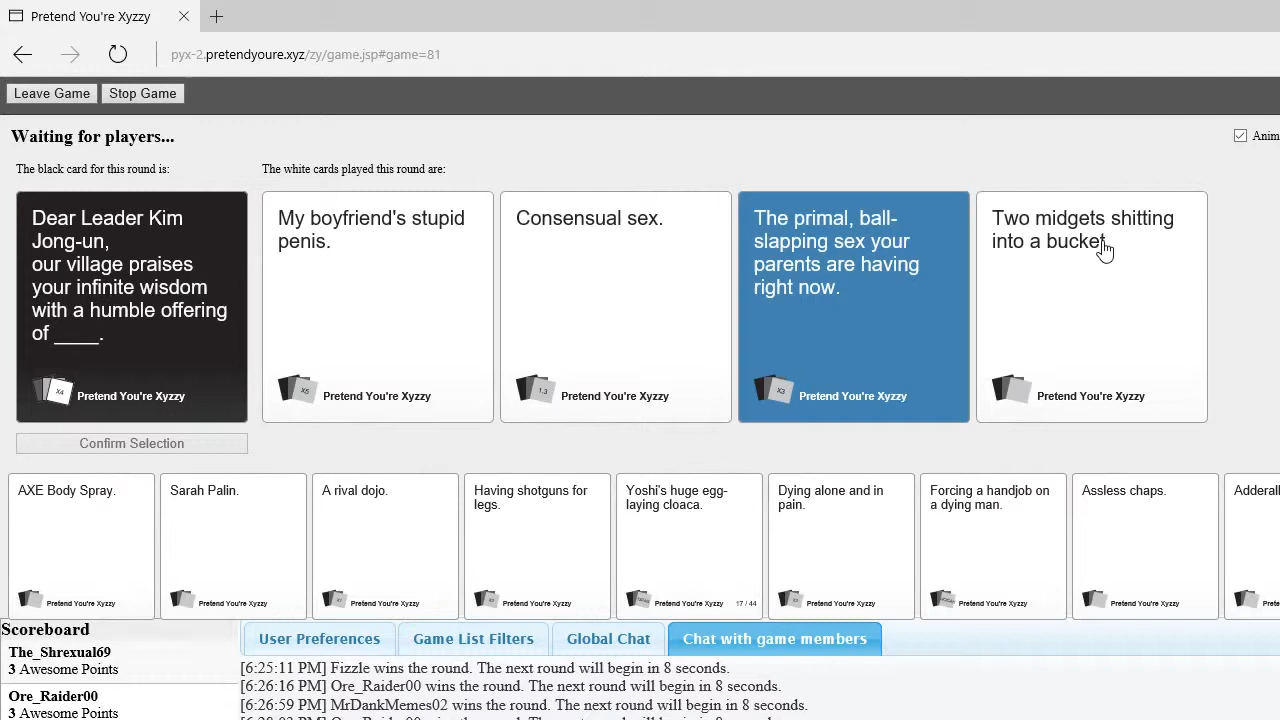 Pretend You're Xyzzy
pyx-2.pretendyoure.xyz/zy/game.jsp#game=81
Leave Game
Stop Game
Waiting for players...
Anim
The black card for this round is:
The white cards played this round are:
Dear Leader Kim
Jong-un,
our village praises
your infinite wisdom
with a humble offering
of ____.
X4
Pretend You're Xyzzy
My boyfriend's stupid
penis.
X5
Pretend You're Xyzzy
Consensual sex.
1.3
Pretend You're Xyzzy
The primal, ball-
slapping sex your
parents are having
right now.
X3
Pretend You're Xyzzy
Two midgets shitting
into a bucket
Pretend You're Xyzzy
Confirm Selection
AXE Body Spray.
Pretend You're Xyzzy
Sarah Palin.
Pretend You're Xyzzy
A rival dojo.
Pretend You're Xyzzy
Having shotguns for
legs.
Pretend You're Xyzzy
Yoshi's huge egg-
laying cloaca.
Pretend You're Xyzzy
17 / 44
Dying alone and in
pain.
Pretend You're Xyzzy
Forcing a handjob on
a dying man.
Pretend You're Xyzzy
Assless chaps.
Pretend You're Xyzzy
Adderall
Scoreboard
The_Shrexual69
3 Awesome Points
Ore_Raider00
3 Awesome Points
User Preferences
Game List Filters
Global Chat
Chat with game members
[6:25:11 PM] Fizzle wins the round. The next round will begin in 8 seconds.
[6:26:16 PM] Ore_Raider00 wins the round. The next round will begin in 8 seconds.
[6:26:59 PM] MrDankMemes02 wins the round. The next round will begin in 8 seconds.